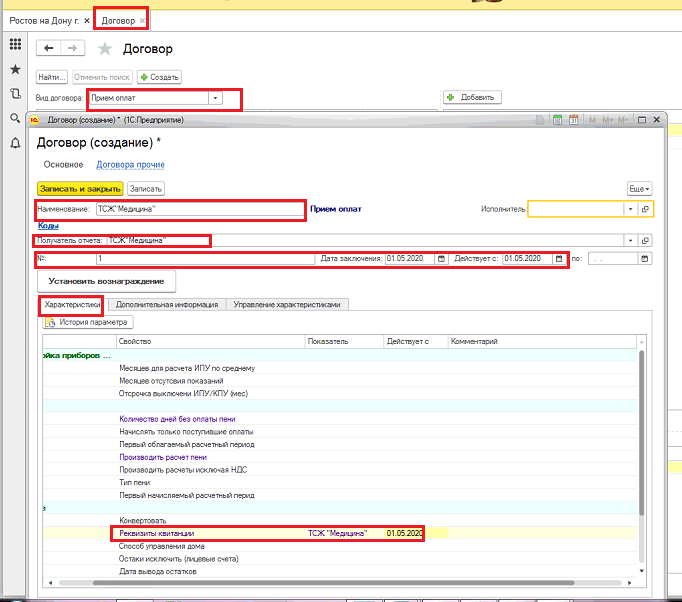 Ростов на Дону г. × Договор ×
Договор
Найти... Отменить поиск Создать
Вид договора: Прием оплат Добавить
Договор (создание) * (1С:Предприятие) M M+ M-
Договор (создание) *
Основное Договора прочие
Записать и закрыть Записать Еще
Наименование: ТСЖ"Медицина" Прием оплат Исполнитель:
Коды
Получатель отчета: ТСЖ"Медицина"
№: 1 Дата заключения: 01.05.2020 Действует с: 01.05.2020 по: . .
Установить вознаграждение
Характеристики Дополнительная информация Управление характеристиками
История параметра
Свойство Показатель Действует с Комментарий
ойка приборов ...
Месяцев для расчета ИПУ по среднему
Месяцев отсутсвия показаний
Отсрочка выключени ИПУ/КПУ (мес)
Количество дней без оплаты пени
Начислять только поступившие оплаты
Первый облагаемый расчетный период
Производить расчет пени
Производить расчеты исключая НДС
Тип пени
Первый начисляемый расчетный перид
е
Конвертовать
Реквизиты квитанции ТСЖ "Медицина" 01.05.2020
Способ управления дома
Остаки исключить (лицевые счета)
Дата вывода остатков